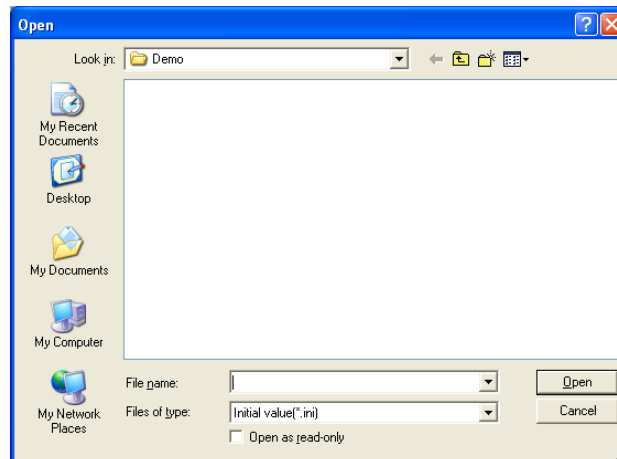 Open
Look in:
Demo
My Recent
Documents
Desktop
My Documents
My Computer
My Network
Places
File name:
Open
Files of type:
Initial value(*.ini)
Cancel
Open as read-only